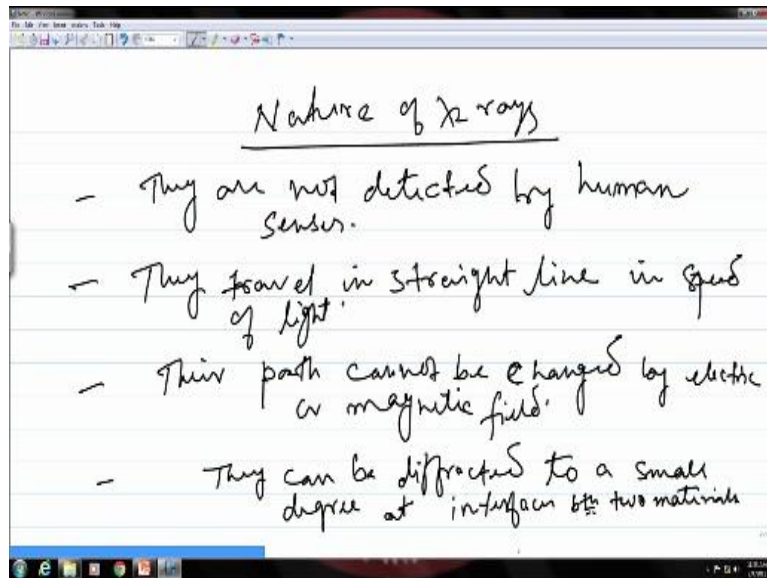 Nature of X rays
- They are not detected by human
senses.
- They travel in straight line in speed
of light.
- Their path cannot be changed by electric
or magnetic field.
- They can be diffracted to a small
degree at interfaces btn two materials